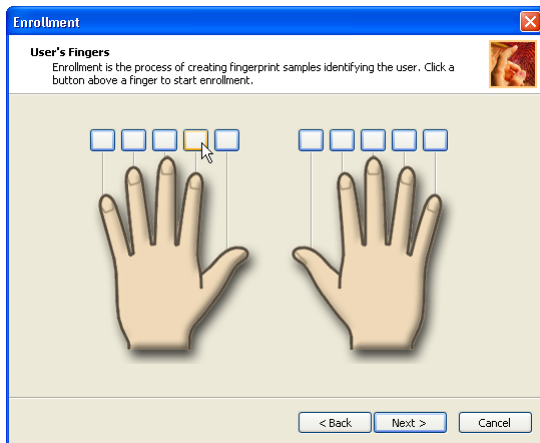 Enrollment
User's Fingers
Enrollment is the process of creating fingerprint samples identifying the user. Click a
button above a finger to start enrollment.
< Back
Next >
Cancel